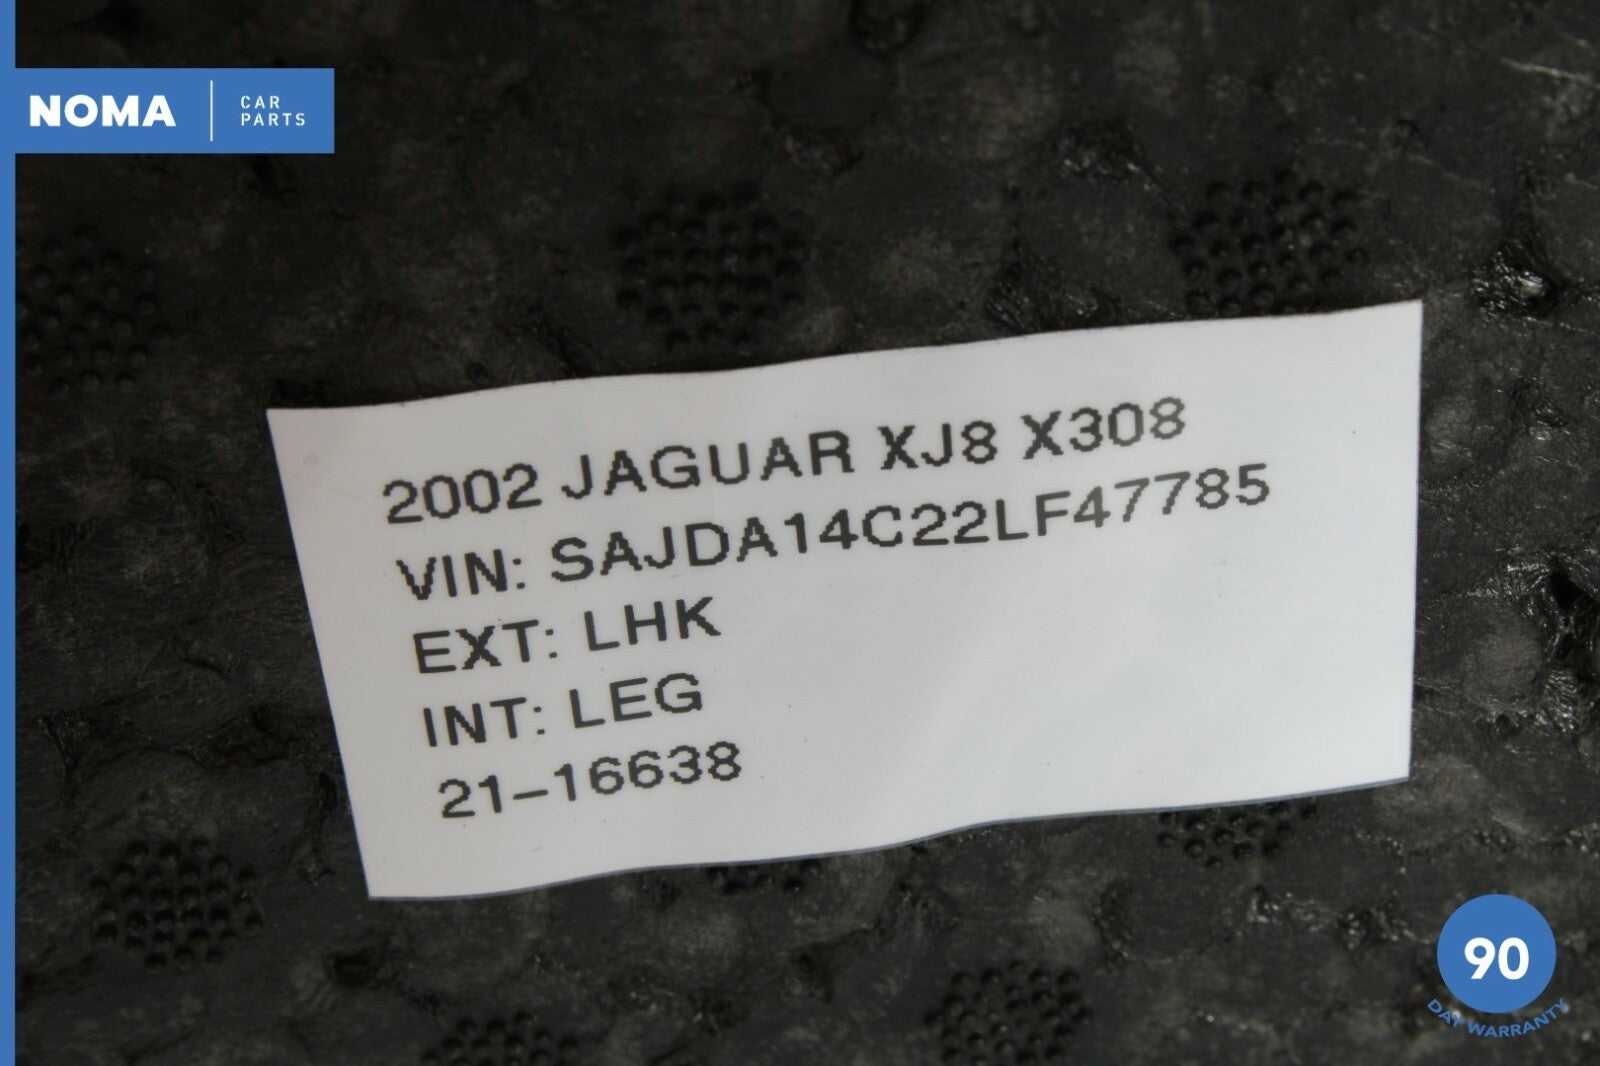 NOMA
CAR
PARTS
2002 JAGUAR XJ8 X308
VIN: SAJDA14C22LF47785
EXT: LHK
INT: LEG
21-16638
90
DAY WARRANTY